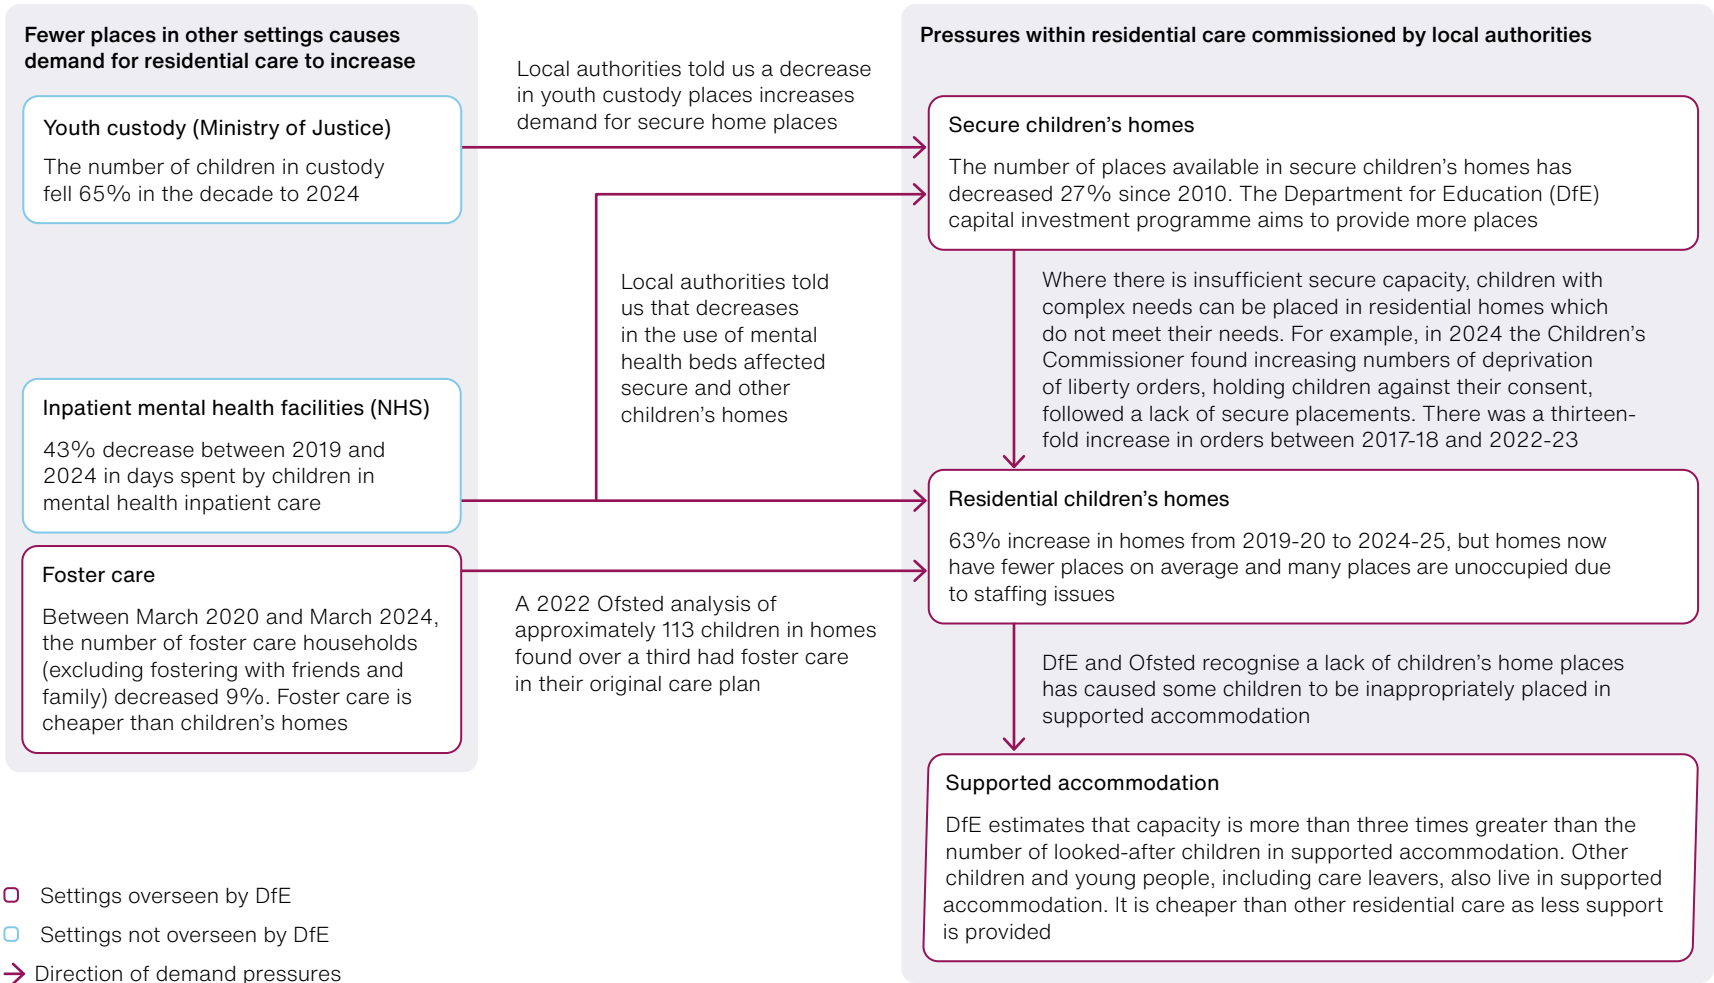 Fewer places in other settings causes
demand for residential care to increase
Youth custody (Ministry of Justice)
The number of children in custody
fell 65% in the decade to 2024
Inpatient mental health facilities (NHS)
43% decrease between 2019 and
2024 in days spent by children in
mental health inpatient care
Foster care
Between March 2020 and March 2024,
the number of foster care households
(excluding fostering with friends and
family) decreased 9%. Foster care is
cheaper than children’s homes
Local authorities told us a decrease
in youth custody places increases
demand for secure home places
Local authorities told
us that decreases
in the use of mental
health beds affected
secure and other
children’s homes
A 2022 Ofsted analysis of
approximately 113 children in homes
found over a third had foster care
in their original care plan
Pressures within residential care commissioned by local authorities
Secure children’s homes
The number of places available in secure children’s homes has
decreased 27% since 2010. The Department for Education (DfE)
capital investment programme aims to provide more places
Where there is insufficient secure capacity, children with
complex needs can be placed in residential homes which
do not meet their needs. For example, in 2024 the Children’s
Commissioner found increasing numbers of deprivation
of liberty orders, holding children against their consent,
followed a lack of secure placements. There was a thirteen-
fold increase in orders between 2017-18 and 2022-23
Residential children’s homes
63% increase in homes from 2019-20 to 2024-25, but homes now
have fewer places on average and many places are unoccupied due
to staffing issues
DfE and Ofsted recognise a lack of children’s home places
has caused some children to be inappropriately placed in
supported accommodation
Supported accommodation
DfE estimates that capacity is more than three times greater than the
number of looked-after children in supported accommodation. Other
children and young people, including care leavers, also live in supported
accommodation. It is cheaper than other residential care as less support
is provided
Settings overseen by DfE
Settings not overseen by DfE
Direction of demand pressures